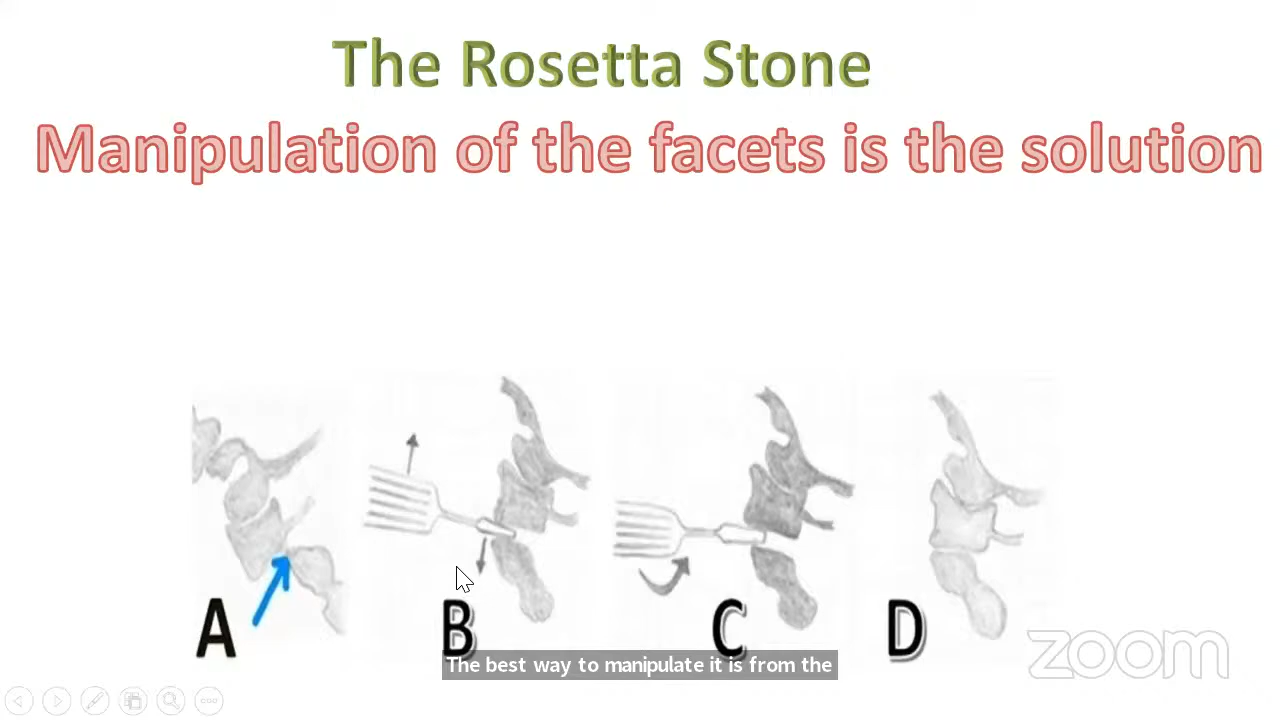 The Rosetta Stone
Manipulation of the facets is the solution
A B C D
The best way to manipulate it is from the
zoom